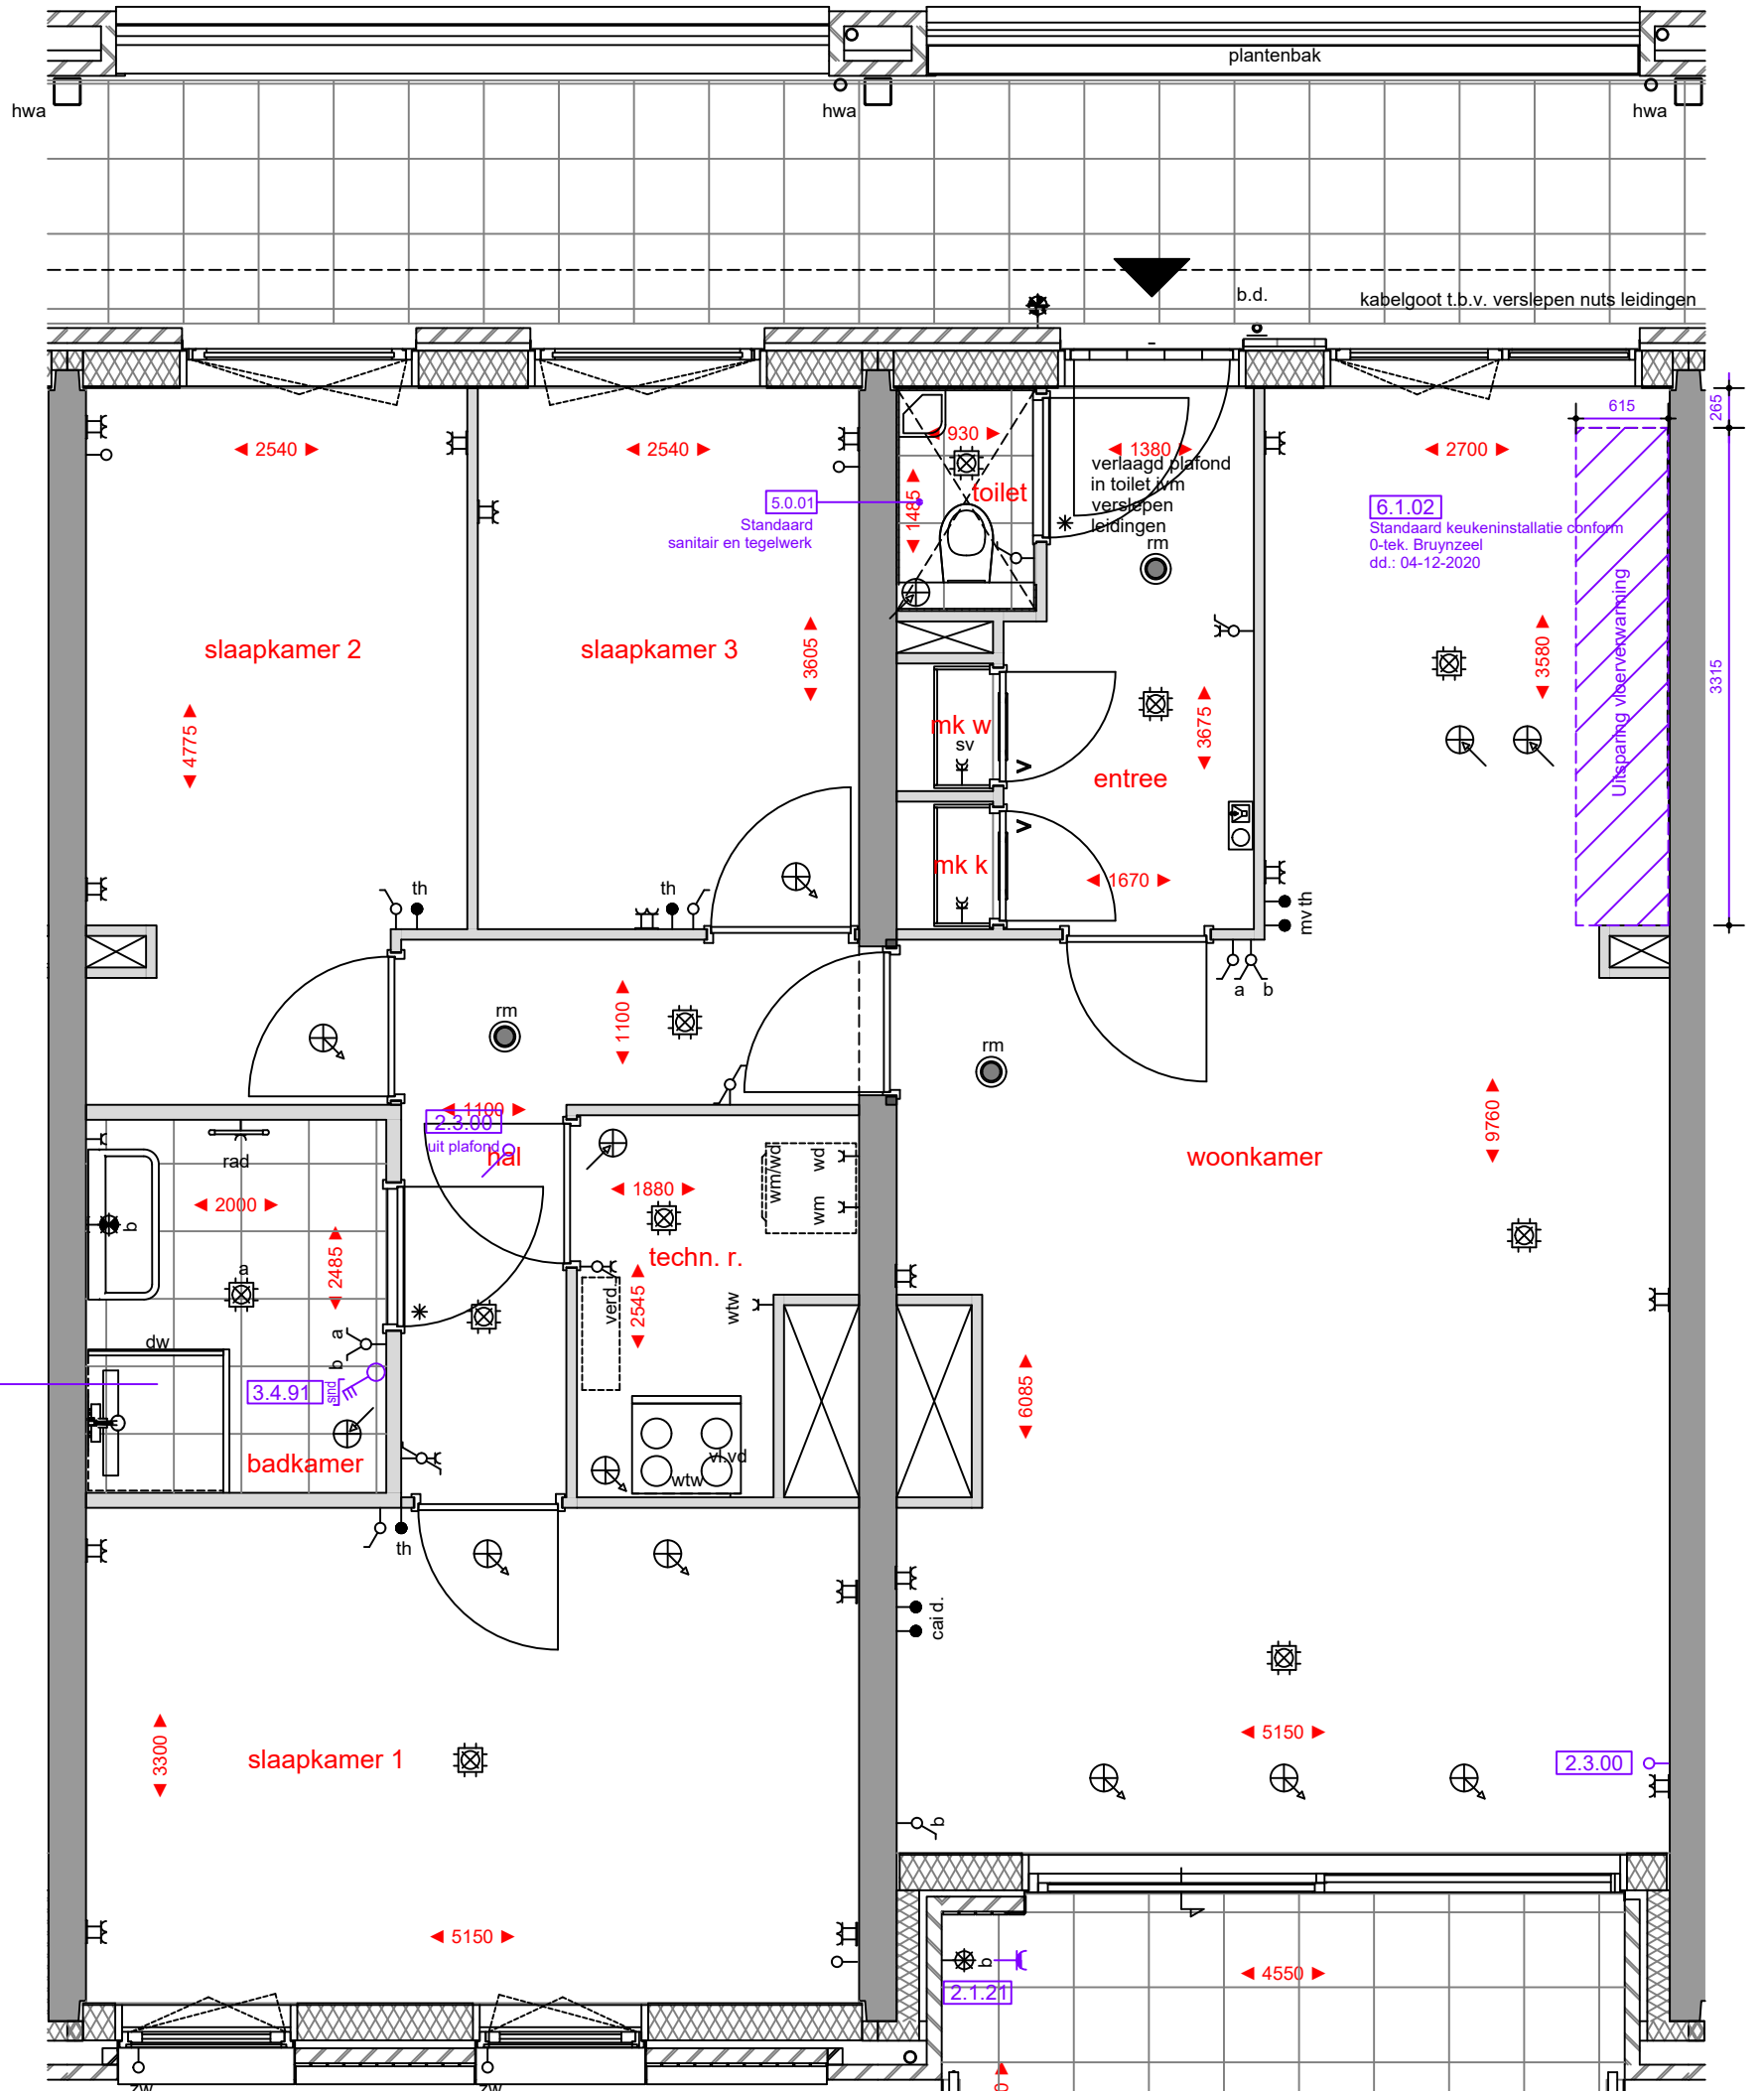 plantenbak
hwa
hwa
hwa
b.d.
kabelgoot t.b.v. verslepen nuts leidingen
2540
2540
930
1380
2700
615
265
verlaagd plafond
in toilet ivm
verslepen
leidingen
toilet
1485
5.0.01
Standaard
sanitair en tegelwerk
6.1.02
Standaard keukeninstallatie conform
0-tek. Bruynzeel
dd.: 04-12-2020
rm
Uitsparing vloerverwarming
3315
slaapkamer 2
slaapkamer 3
3605
3580
4775
3675
mk w
sv
entree
mk k
1670
th
th
mv th
a b
rm
1100
rm
1100
2.3.00
uit plafond
hal
9760
woonkamer
rad
2000
b
2485
a
1880
wm/wd
wd
wm
techn. r.
verd.
2545
wtw
dw
a
b
3.4.91
sind
badkamer
6085
vl.vd
wtw
th
cai d.
3300
slaapkamer 1
5150
2.3.00
b
5150
b
2.1.21
4550
zw
zw